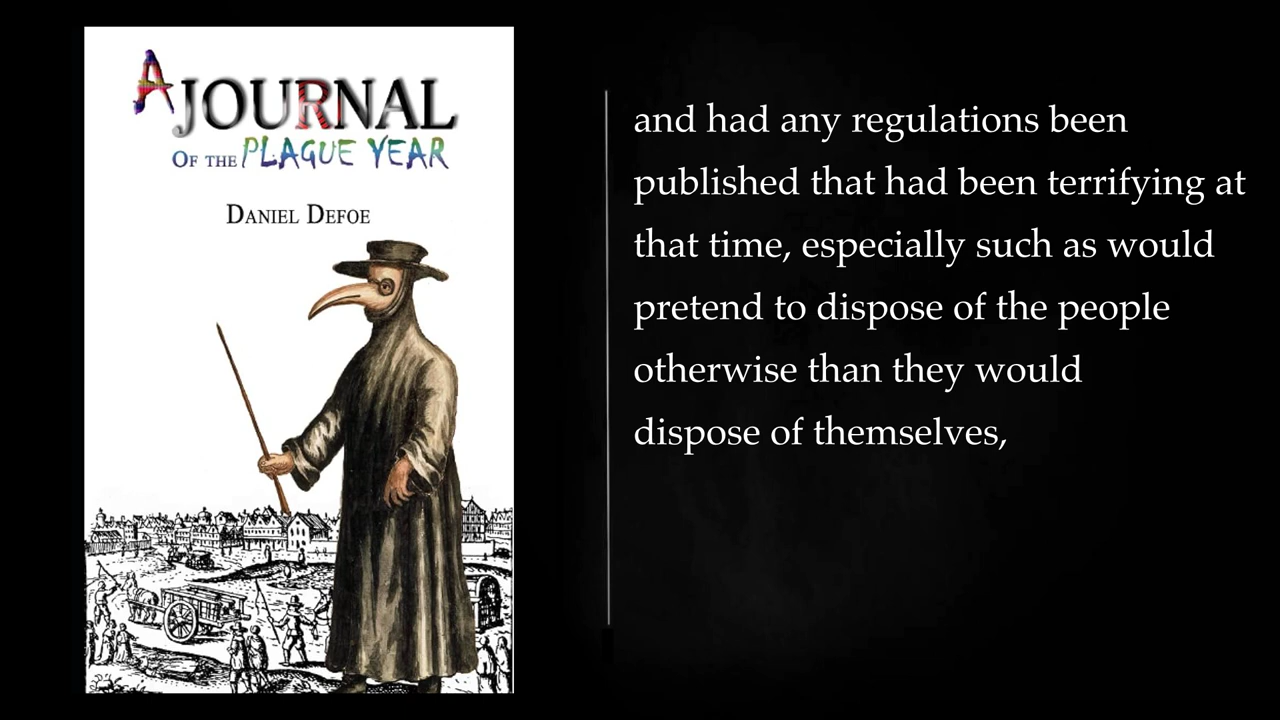 A JOURNAL
OF THE PLAGUE YEAR
DANIEL DEFOE
and had any regulations been
published that had been terrifying at
that time, especially such as would
pretend to dispose of the people
otherwise than they would
dispose of themselves,